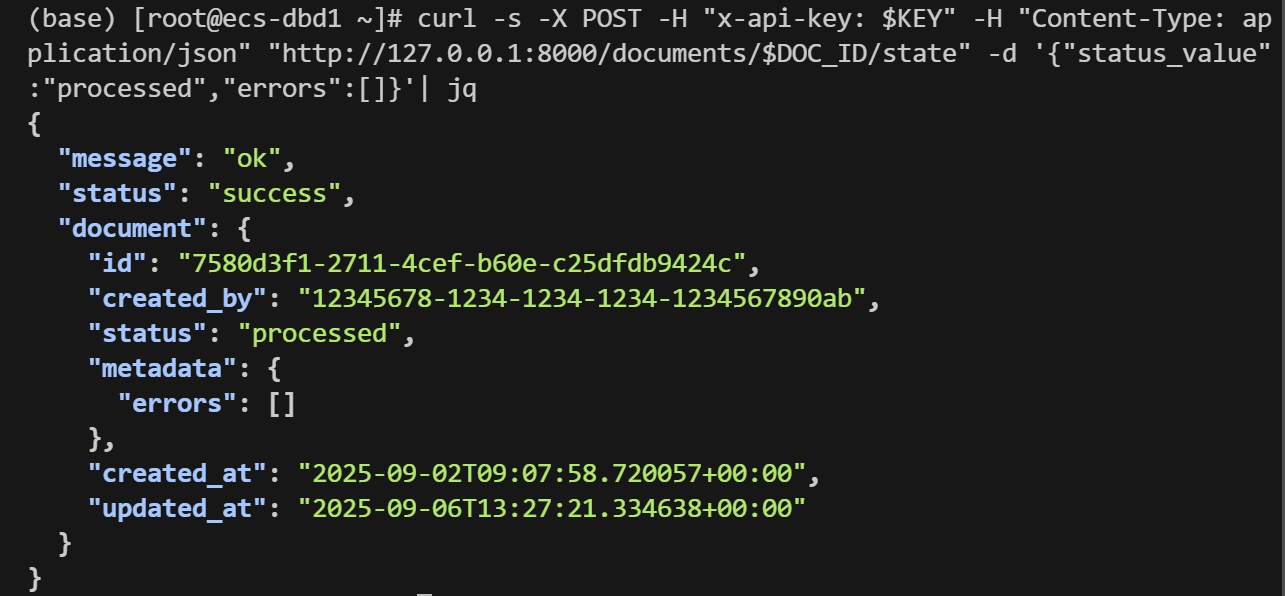 (base) [root@ecs-dbd1 ~]# curl -s -X POST -H "x-api-key: $KEY" -H "Content-Type: ap
plication/json" "http://127.0.0.1:8000/documents/$DOC_ID/state" -d '{"status_value"
:"processed","errors":[]}'| jq
{
  "message": "ok",
  "status": "success",
  "document": {
    "id": "7580d3f1-2711-4cef-b60e-c25dfdb9424c",
    "created_by": "12345678-1234-1234-1234-1234567890ab",
    "status": "processed",
    "metadata": {
      "errors": []
    },
    "created_at": "2025-09-02T09:07:58.720057+00:00",
    "updated_at": "2025-09-06T13:27:21.334638+00:00"
  }
}